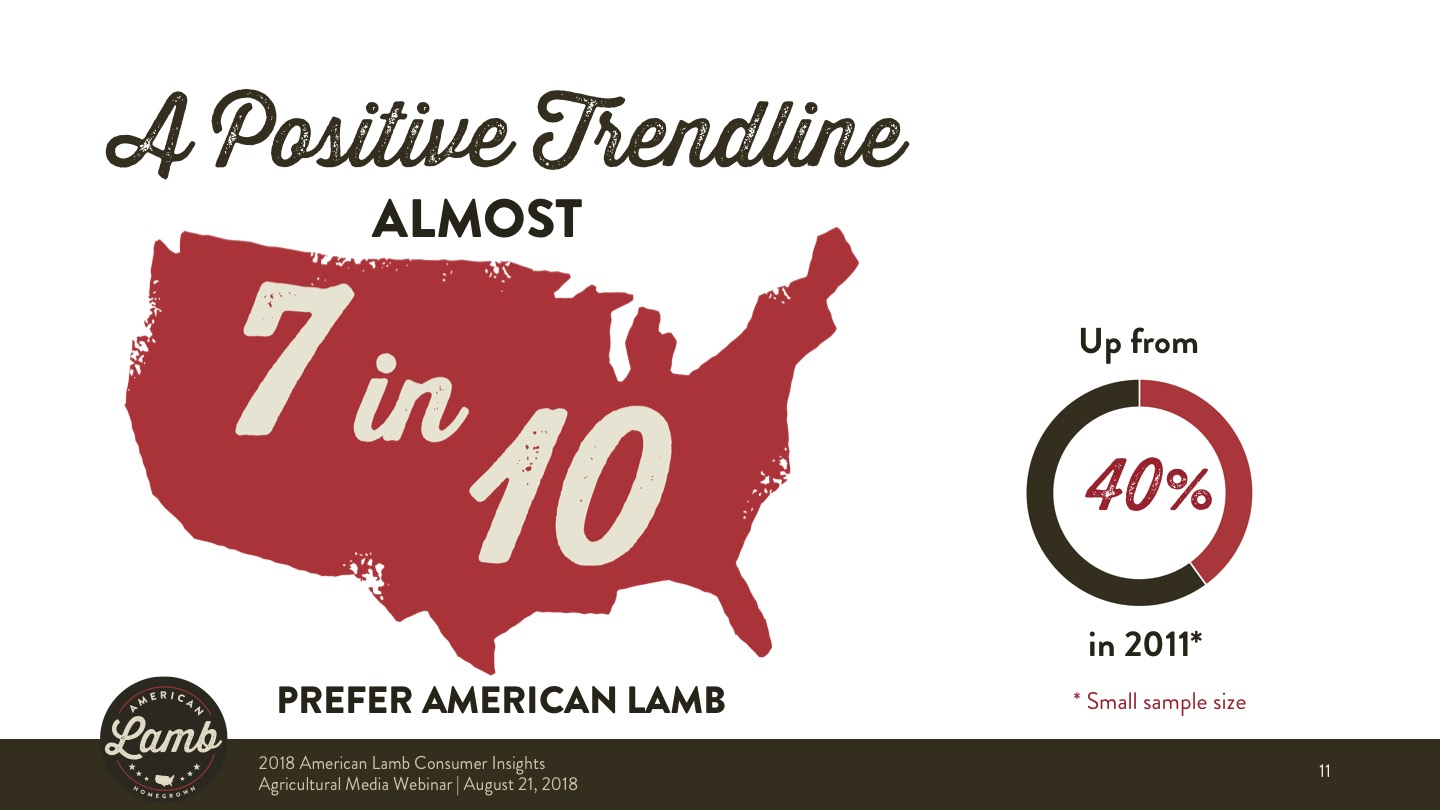 A Positive Trendline
ALMOST
7 in 10
PREFER AMERICAN LAMB
Up from
40%
in 2011*
* Small sample size
AMERICAN
Lamb
HOMEGROWN
2018 American Lamb Consumer Insights
Agricultural Media Webinar | August 21, 2018
11